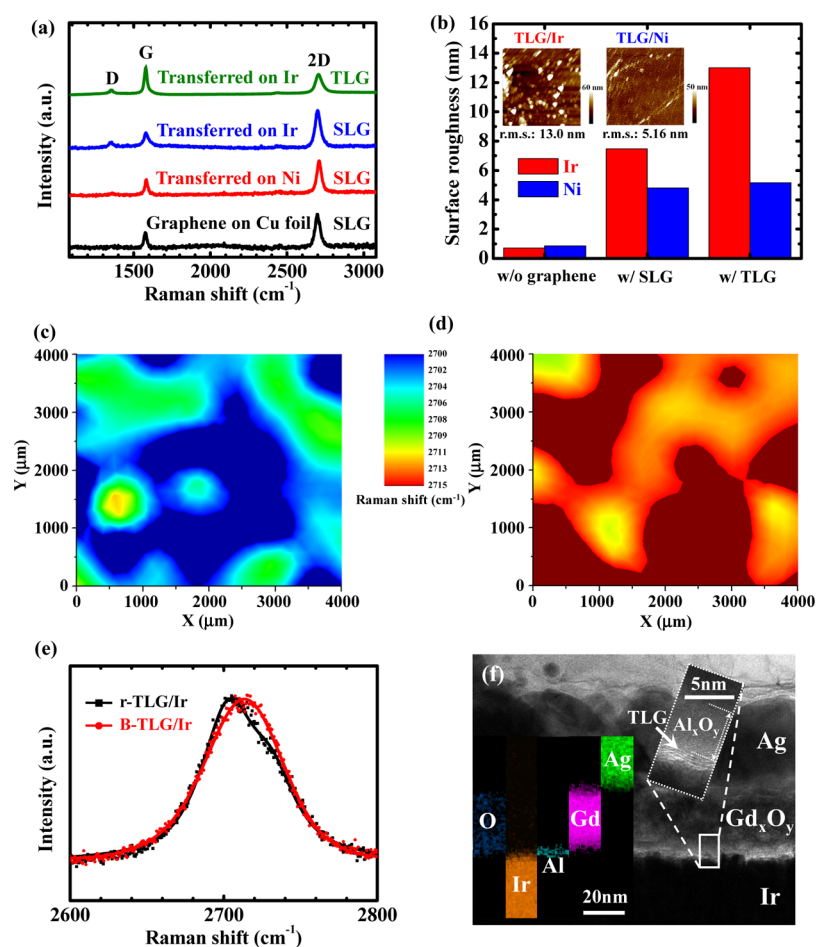 (a)
D
G
2D
Transferred on Ir TLG
Transferred on Ir SLG
Transferred on Ni SLG
Graphene on Cu foil SLG
Intensity (a.u.)
1500 2000 2500 3000
Raman shift (cm-1)
(b)
16
14
12
10
8
6
4
2
0
Surface roughness (nm)
TLG/Ir
60 nm
r.m.s.: 13.0 nm
TLG/Ni
50 nm
r.m.s.: 5.16 nm
Ir
Ni
w/o graphene w/ SLG w/ TLG
(c)
4000
3000
2000
1000
0
Y (μm)
0 1000 2000 3000 4000
X (μm)
2700
2702
2704
2706
2708
2709
2711
2713
2715
Raman shift (cm-1)
(d)
4000
3000
2000
1000
0
Y (μm)
0 1000 2000 3000 4000
X (μm)
(e)
r-TLG/Ir
B-TLG/Ir
Intensity (a.u.)
2600 2700 2800
Raman shift (cm-1)
(f)
5nm
TLG
AlxOy
Ag
GdxOy
Ir
O
Ir
Al
Gd
Ag
20nm